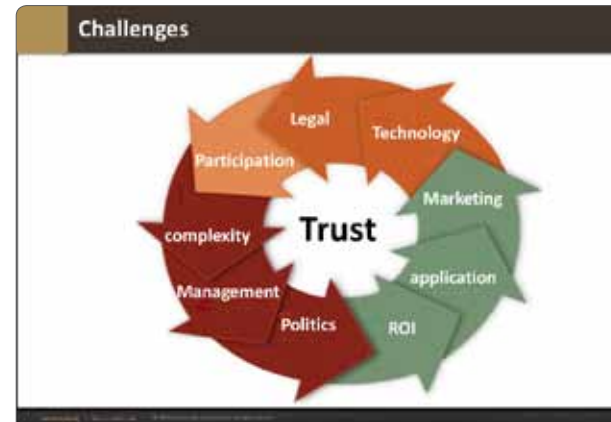 Challenges
Legal
Technology
Participation
Marketing
Trust
complexity
application
Management
Politics
ROI